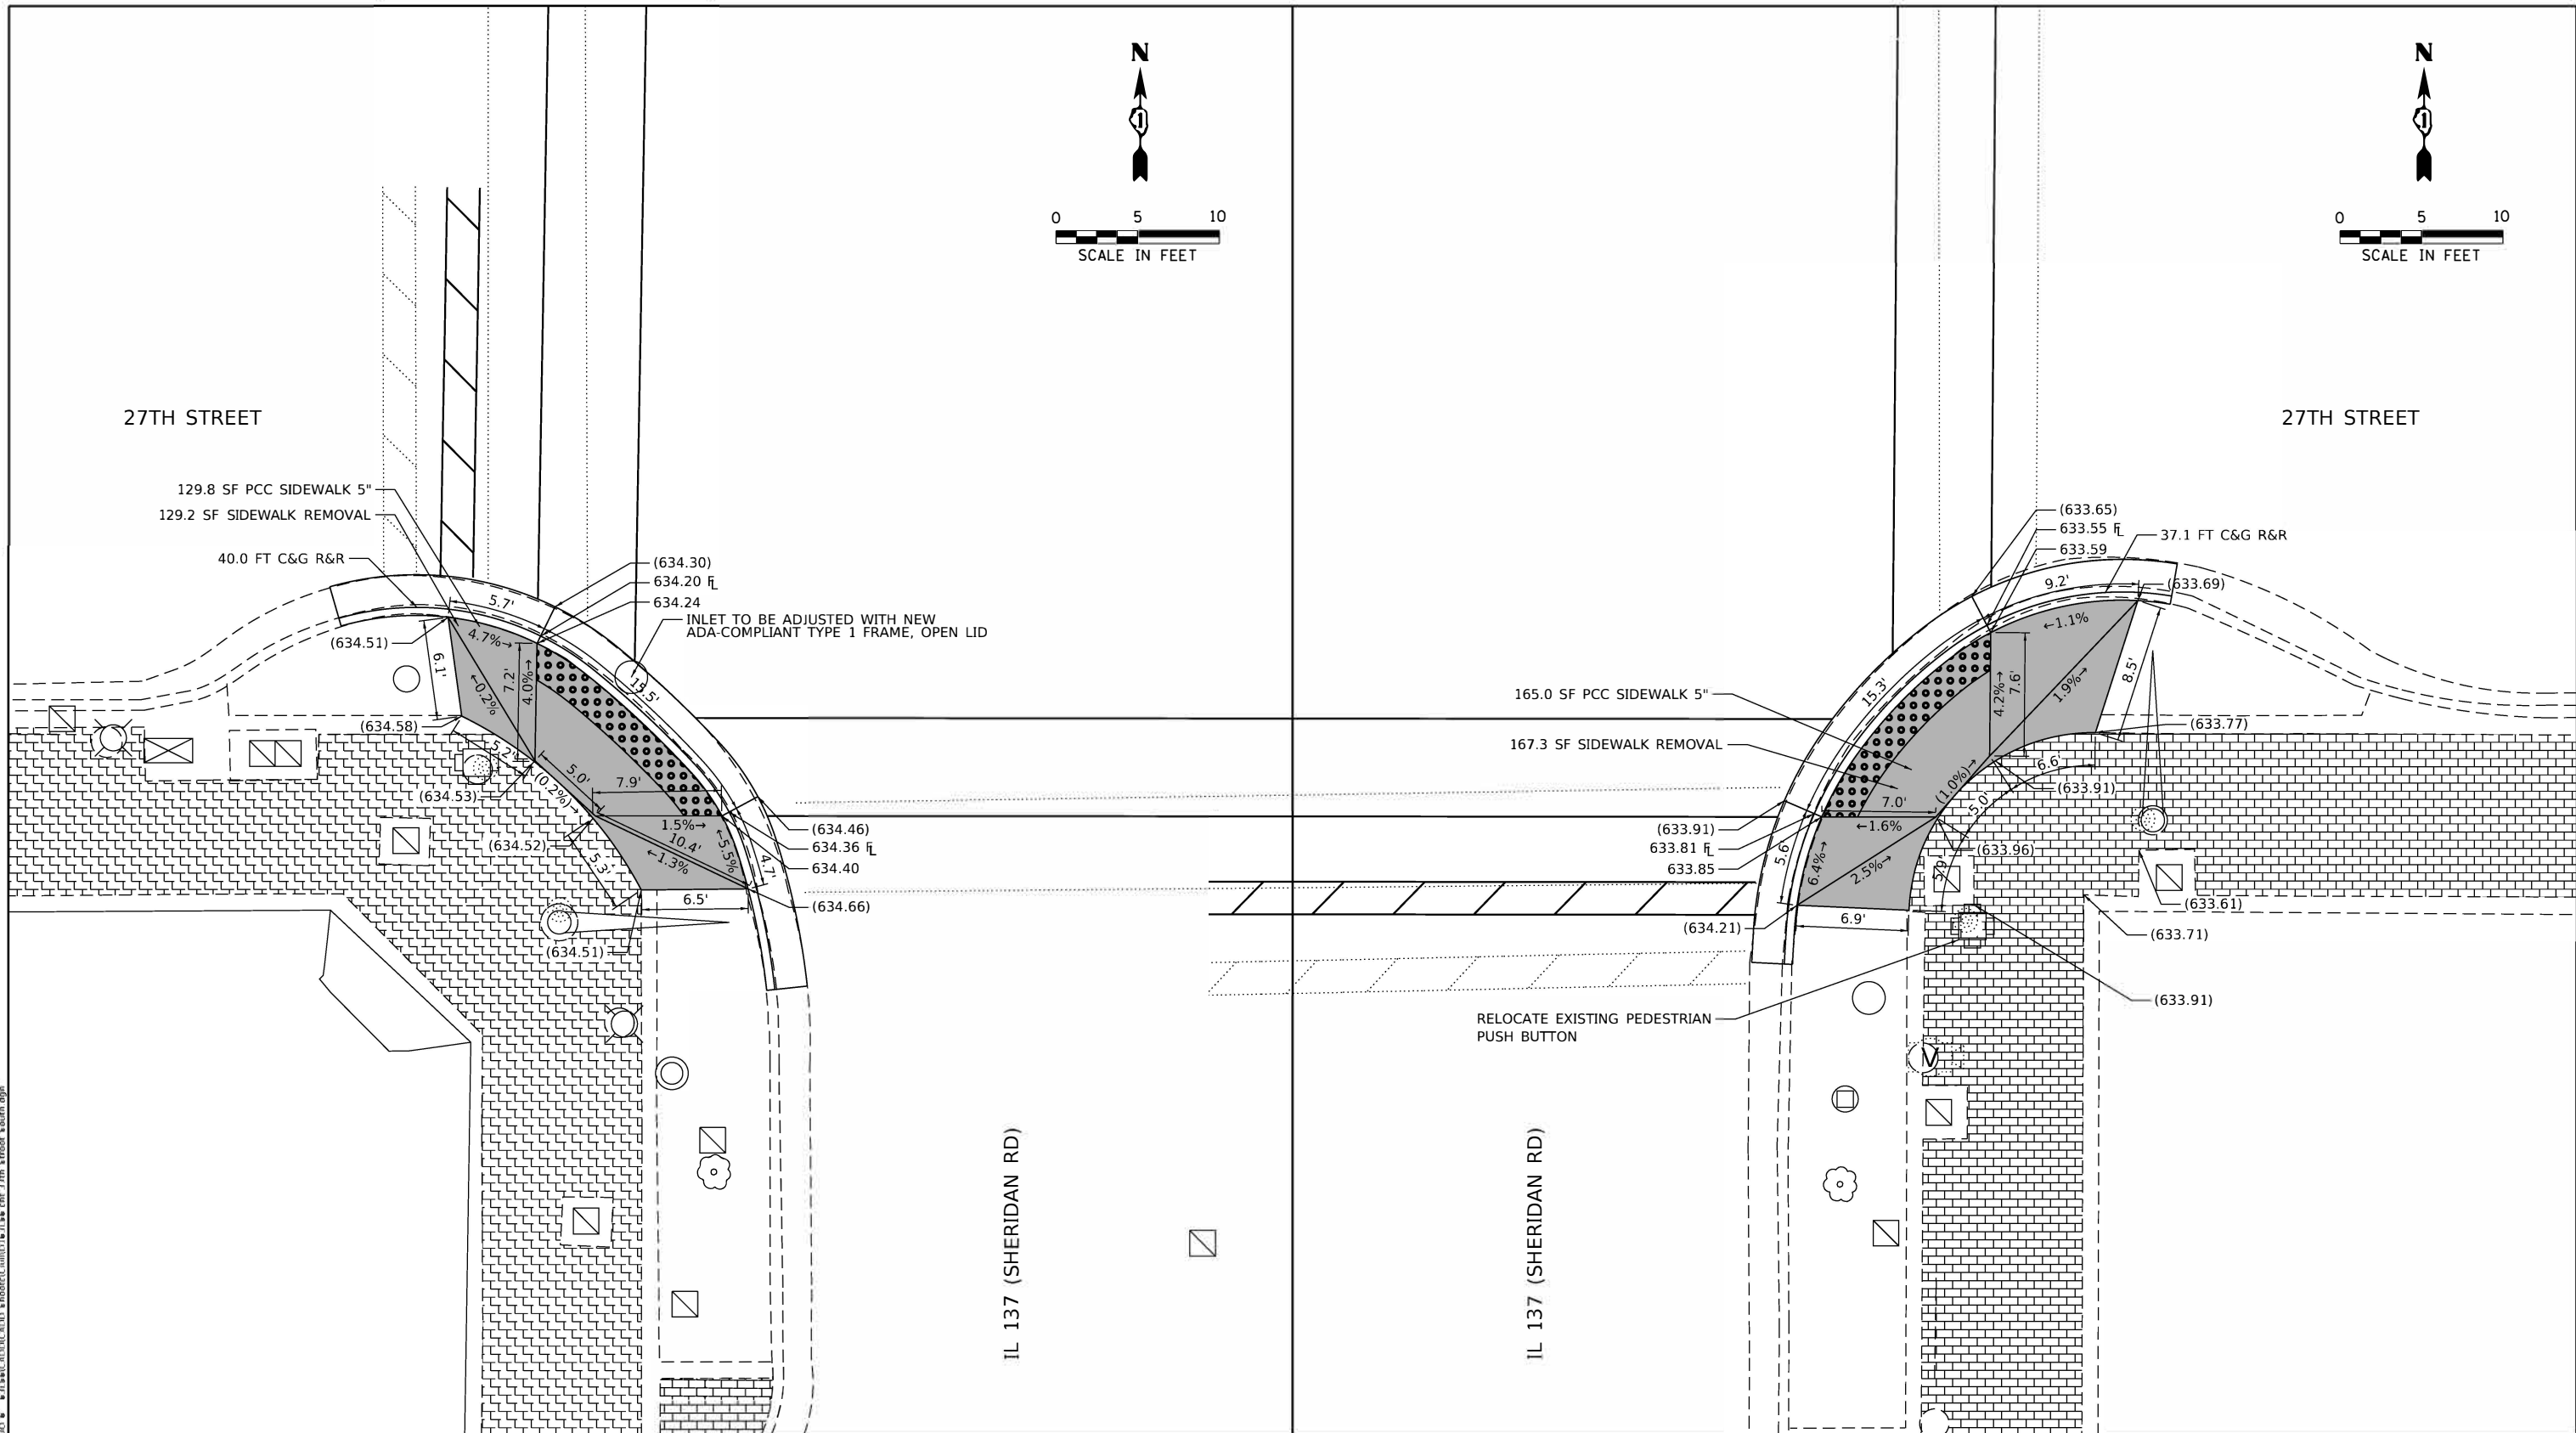 N
1
0 5 10
SCALE IN FEET
27TH STREET
129.8 SF PCC SIDEWALK 5"
129.2 SF SIDEWALK REMOVAL
40.0 FT C&G R&R
(634.30)
634.20 FL
634.24
INLET TO BE ADJUSTED WITH NEW
ADA-COMPLIANT TYPE 1 FRAME, OPEN LID
5.7'
4.7%→
(634.51)
6.1'
←0.2%
7.2'
4.0%→
15.5'
(634.58)
5.2'
5.0'
7.9'
(634.53)
(0.2%)→
1.5%→
(634.46)
634.36 FL
634.40
(634.52)
10.4'
←1.3%
←5.5%
4.7'
5.3'
6.5'
(634.66)
(634.51)
IL 137 (SHERIDAN RD)
N
1
0 5 10
SCALE IN FEET
27TH STREET
(633.65)
633.55 FL
633.59
37.1 FT C&G R&R
9.2'
(633.69)
←1.1%
15.3'
165.0 SF PCC SIDEWALK 5"
167.3 SF SIDEWALK REMOVAL
4.2%→
7.6'
1.9%→
8.5'
(633.77)
6.6'
(633.91)
(1.0%)→
5.0'
7.0'
←1.6%
(633.91)
633.81 FL
633.85
(633.96)
5.6'
6.4%→
2.5%→
5.9'
6.9'
(634.21)
(633.61)
(633.71)
(633.91)
RELOCATE EXISTING PEDESTRIAN
PUSH BUTTON
V
IL 137 (SHERIDAN RD)